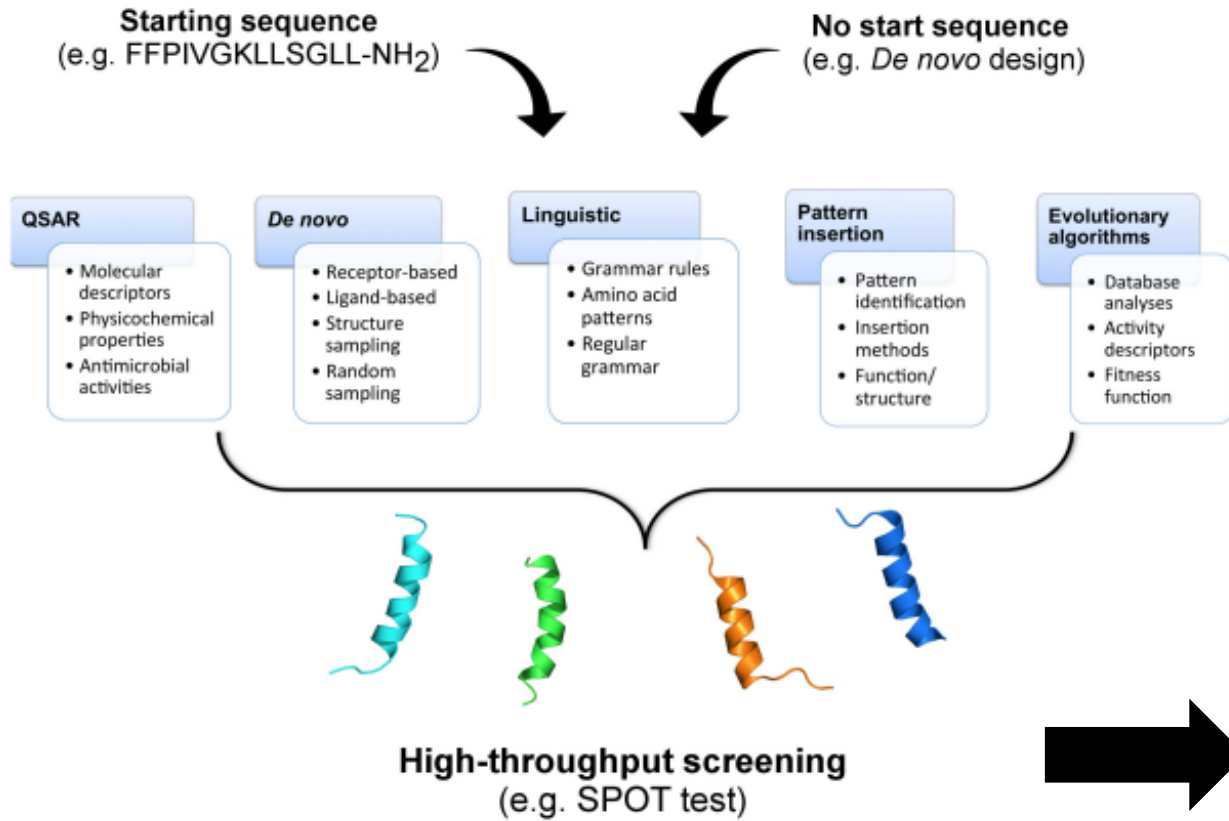 Starting sequence
(e.g. FFPIVGKLLSGLL-NH2)
No start sequence
(e.g. De novo design)
QSAR
• Molecular
descriptors
• Physicochemical
properties
• Antimicrobial
activities
De novo
• Receptor-based
• Ligand-based
• Structure
sampling
• Random
sampling
Linguistic
• Grammar rules
• Amino acid
patterns
• Regular
grammar
Pattern
insertion
• Pattern
identification
• Insertion
methods
• Function/
structure
Evolutionary
algorithms
• Database
analyses
• Activity
descriptors
• Fitness
function
High-throughput screening
(e.g. SPOT test)